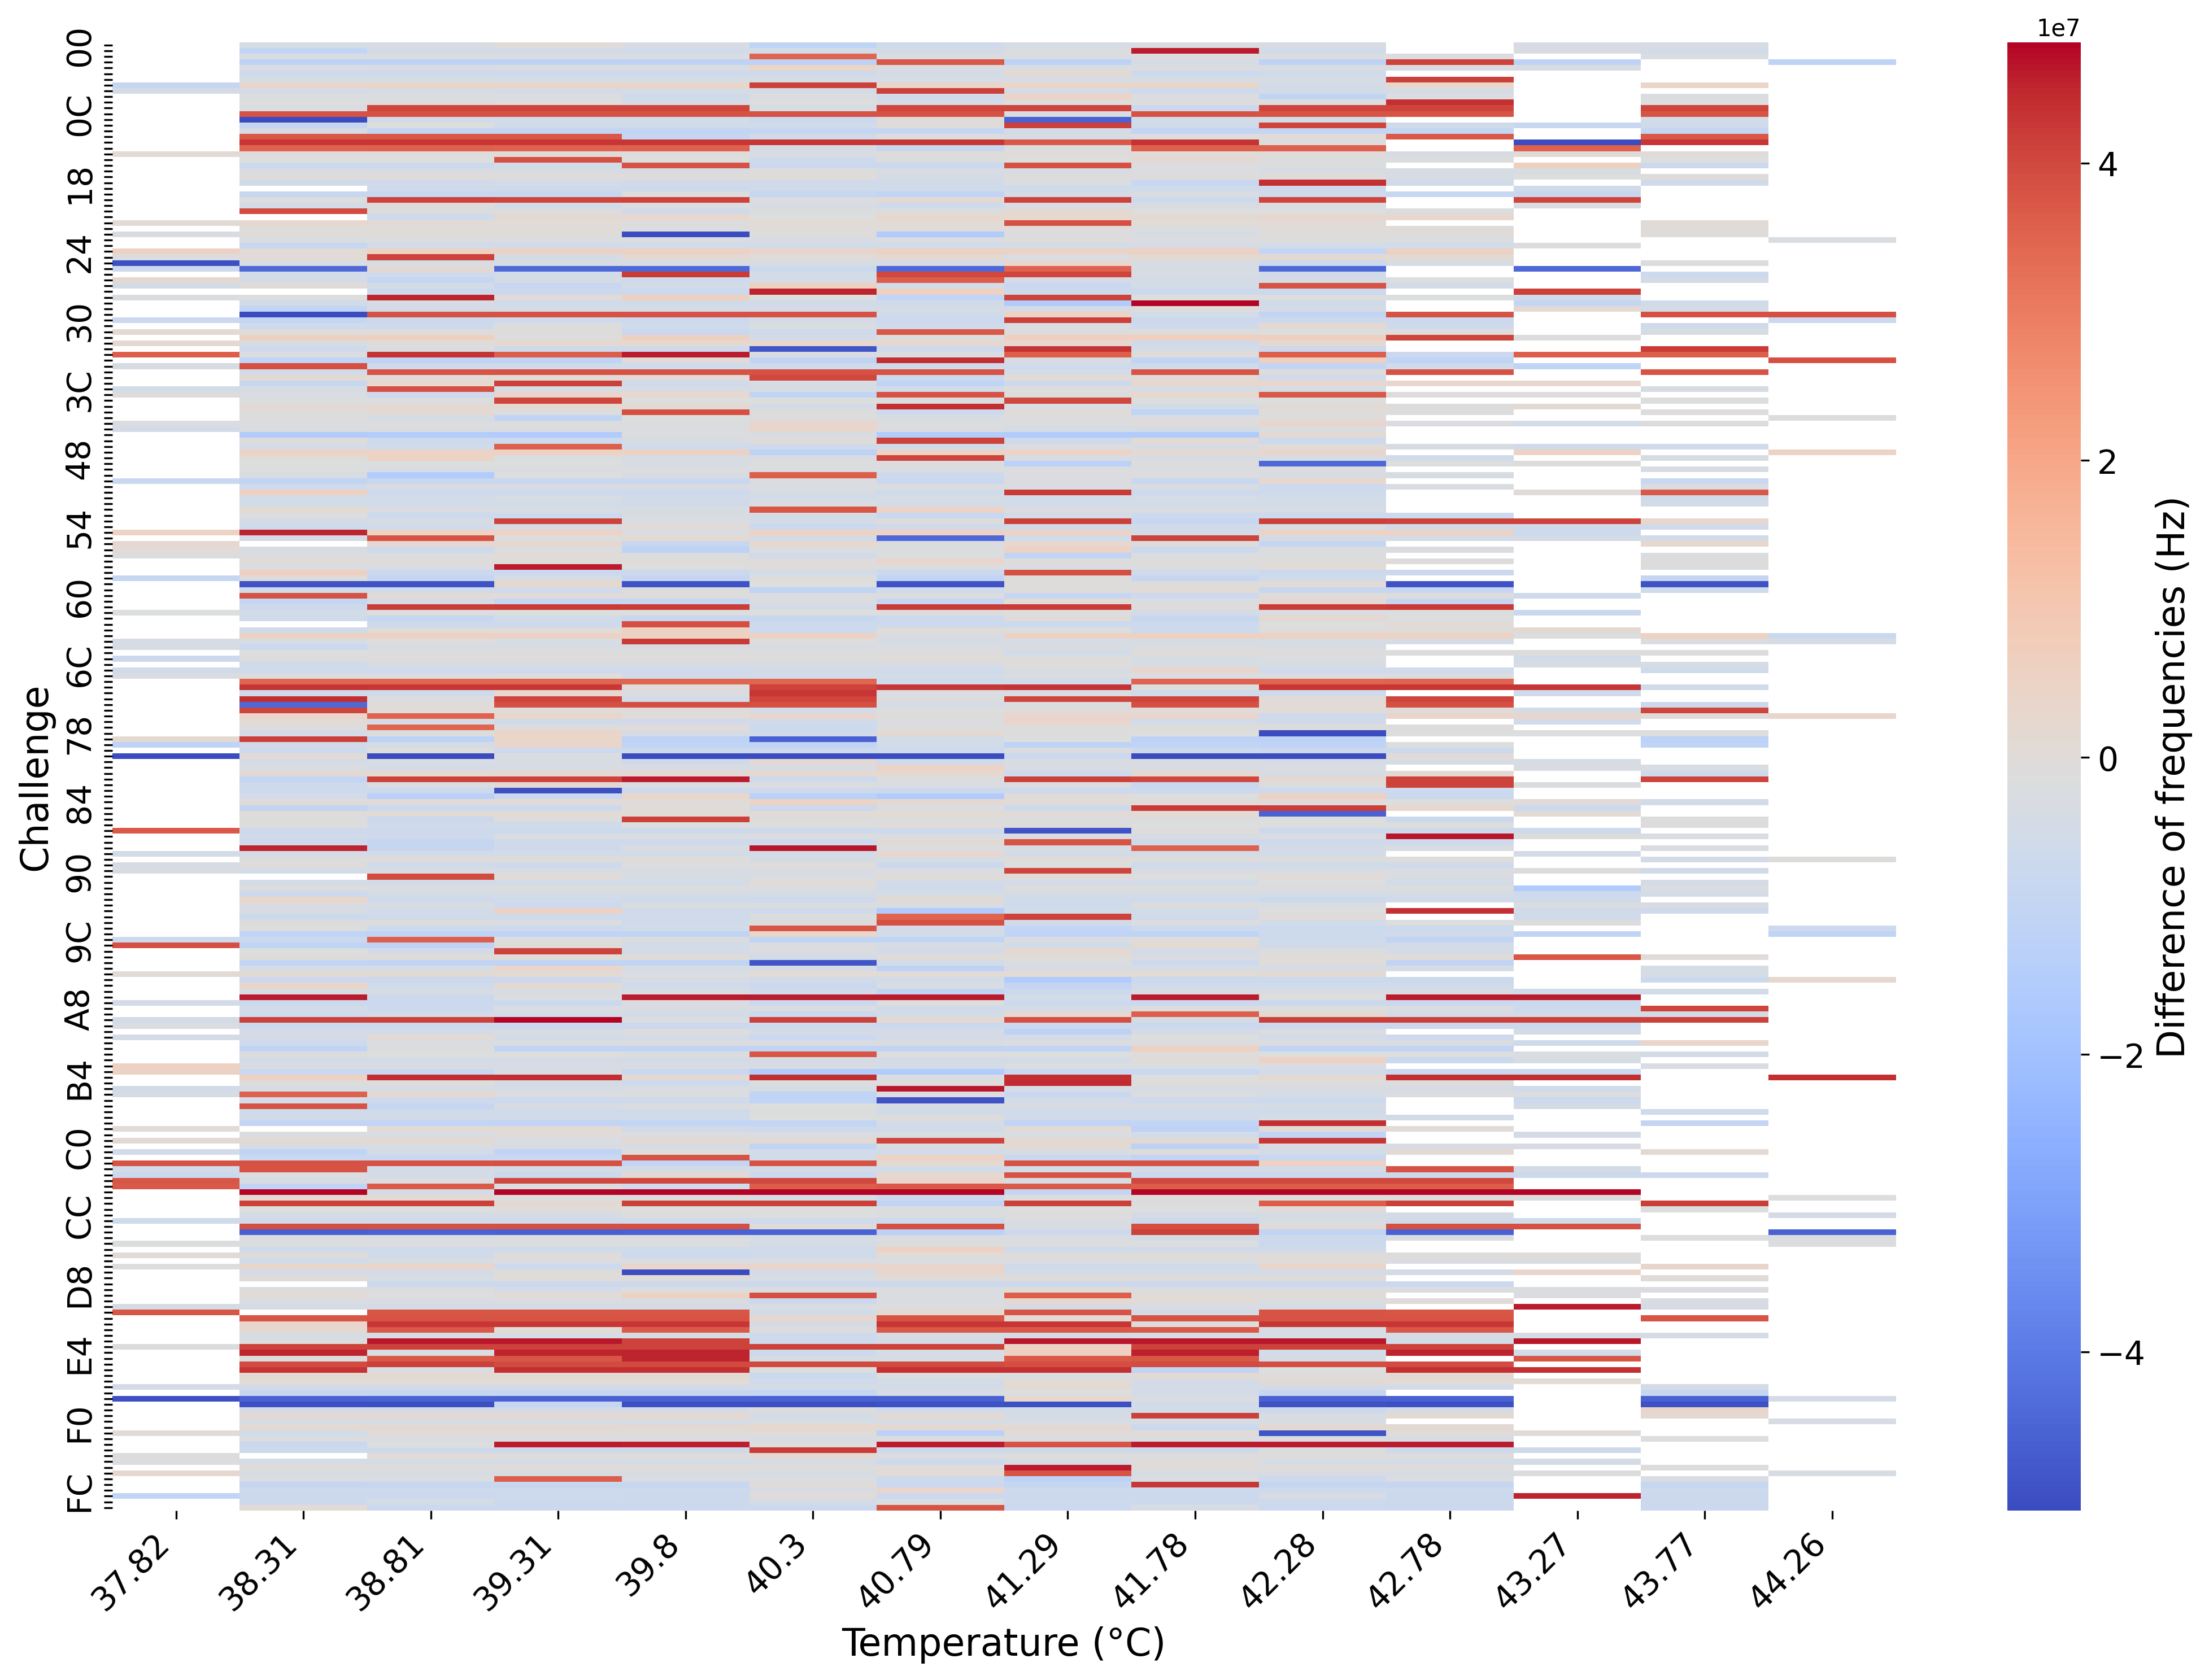 1e7
00
0C
18
24
30
3C
48
54
60
6C
78
84
90
9C
A8
B4
C0
CC
D8
E4
F0
FC
Challenge
37.82
38.31
38.81
39.31
39.8
40.3
40.79
41.29
41.78
42.28
42.78
43.27
43.77
44.26
Temperature (°C)
4
2
0
−2
−4
Difference of frequencies (Hz)